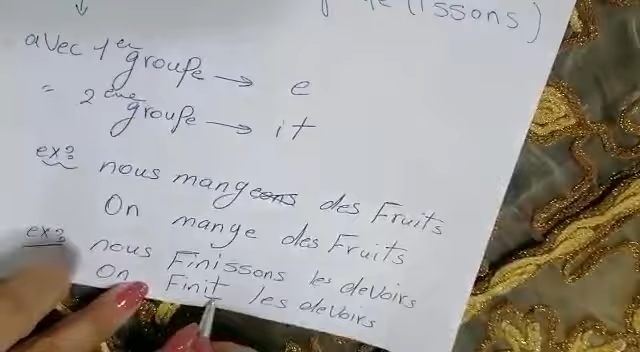 lissons)
avec 1er groupe → e
" 2ème groupe → it
ex: nous mangeons des Fruits
On mange des Fruits
ex: nous Finissons les devoirs
On Finit les devoirs